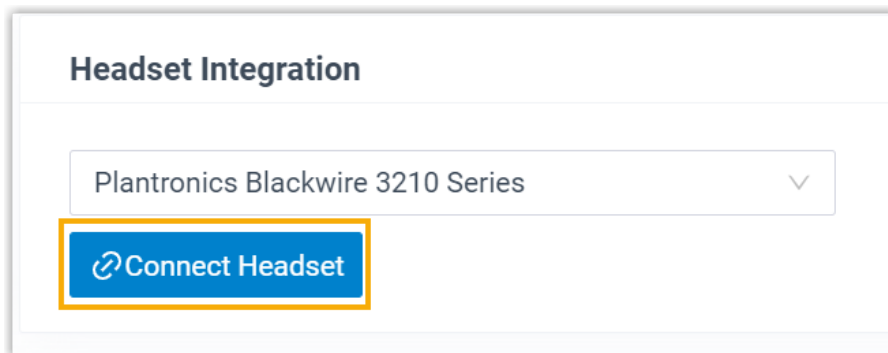 Headset Integration
Plantronics Blackwire 3210 Series
Connect Headset